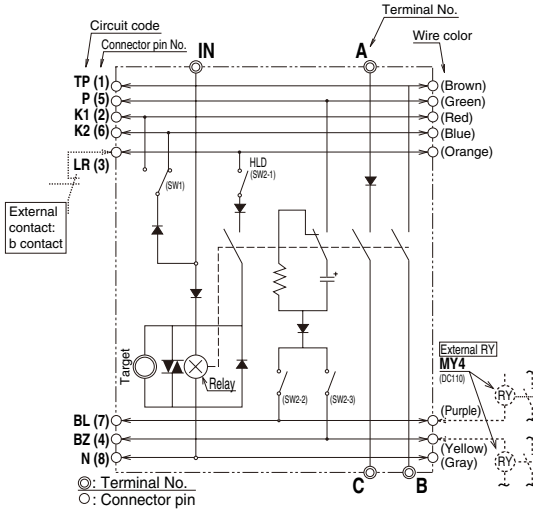 Terminal No.
Circuit code
Connector pin No.
Wire color
IN
A
TP (1)
(Brown)
P (5)
(Green)
K1 (2)
(Red)
K2 (6)
(Blue)
LR (3)
(Orange)
(SW1)
HLD
(SW2-1)
+
External
contact:
b contact
Target
Relay
(SW2-2)
(SW2-3)
External RY
MY4
(DC110)
RY
BL (7)
(Purple)
BZ (4)
(Yellow)
N (8)
(Gray)
RY
C
B
◎: Terminal No.
○: Connector pin